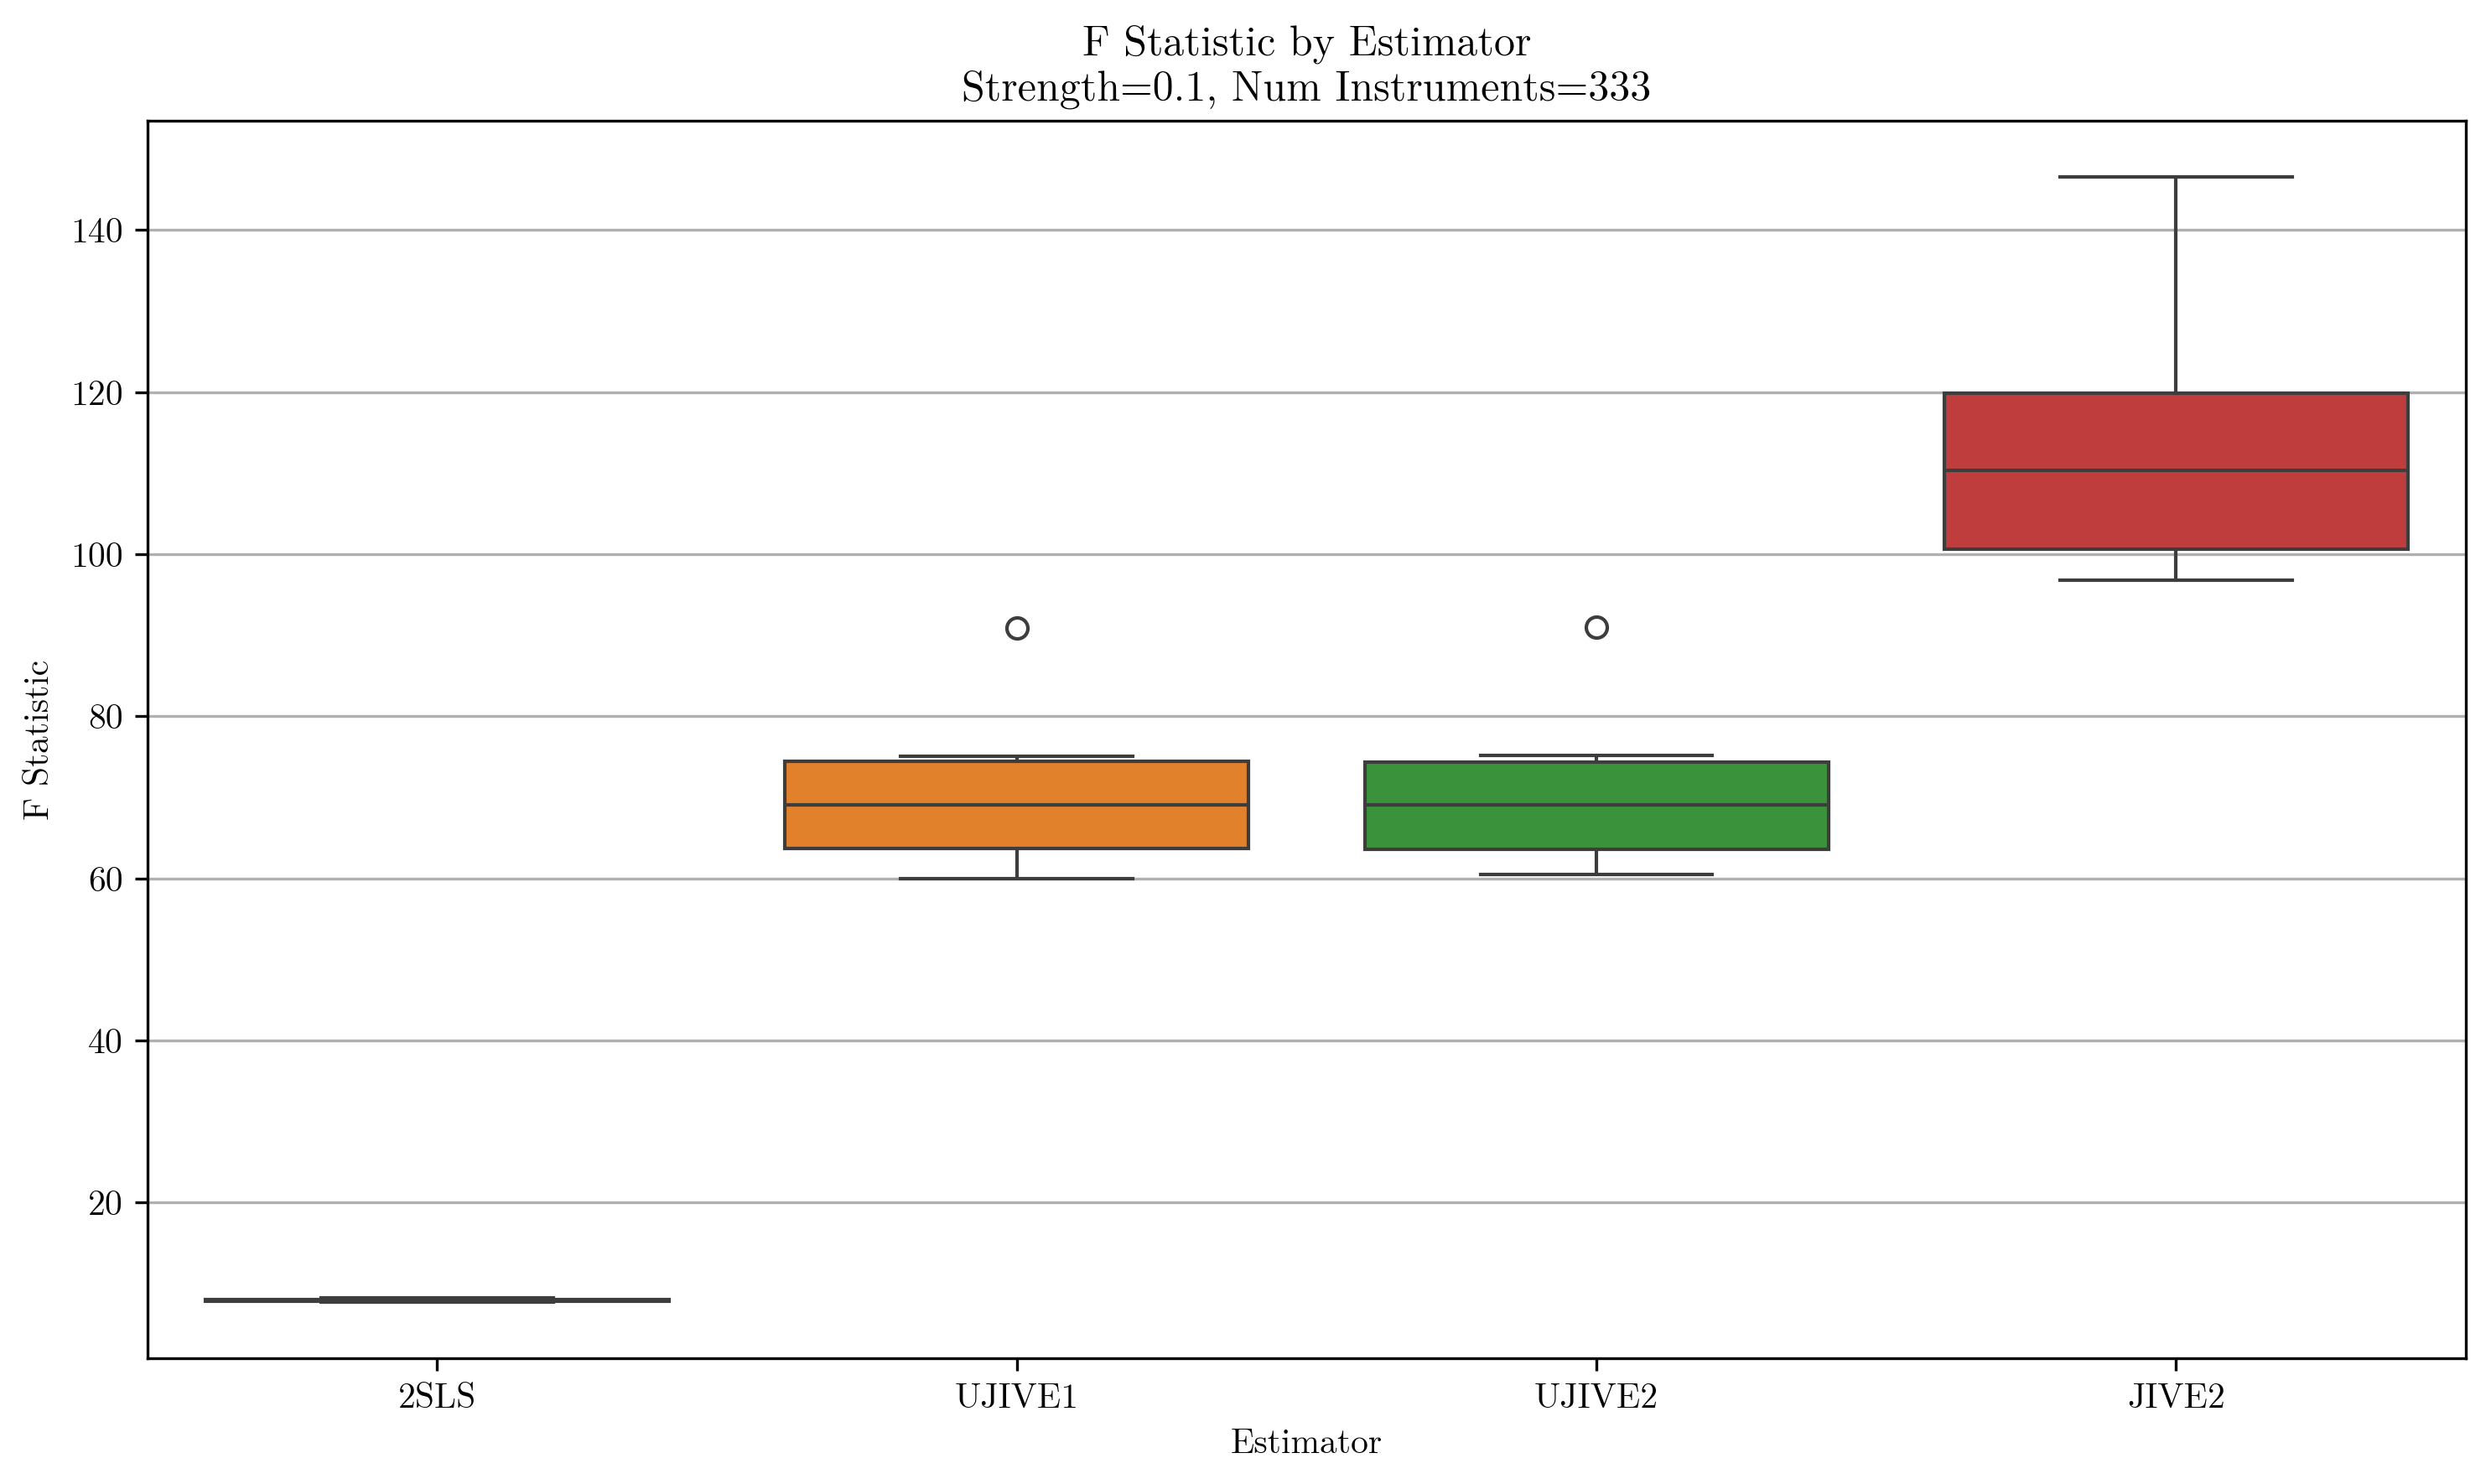 F Statistic by Estimator
Strength=0.1, Num Instruments=333
F Statistic
140
120
100
80
60
40
20
2SLS
UJIVE1
UJIVE2
JIVE2
Estimator